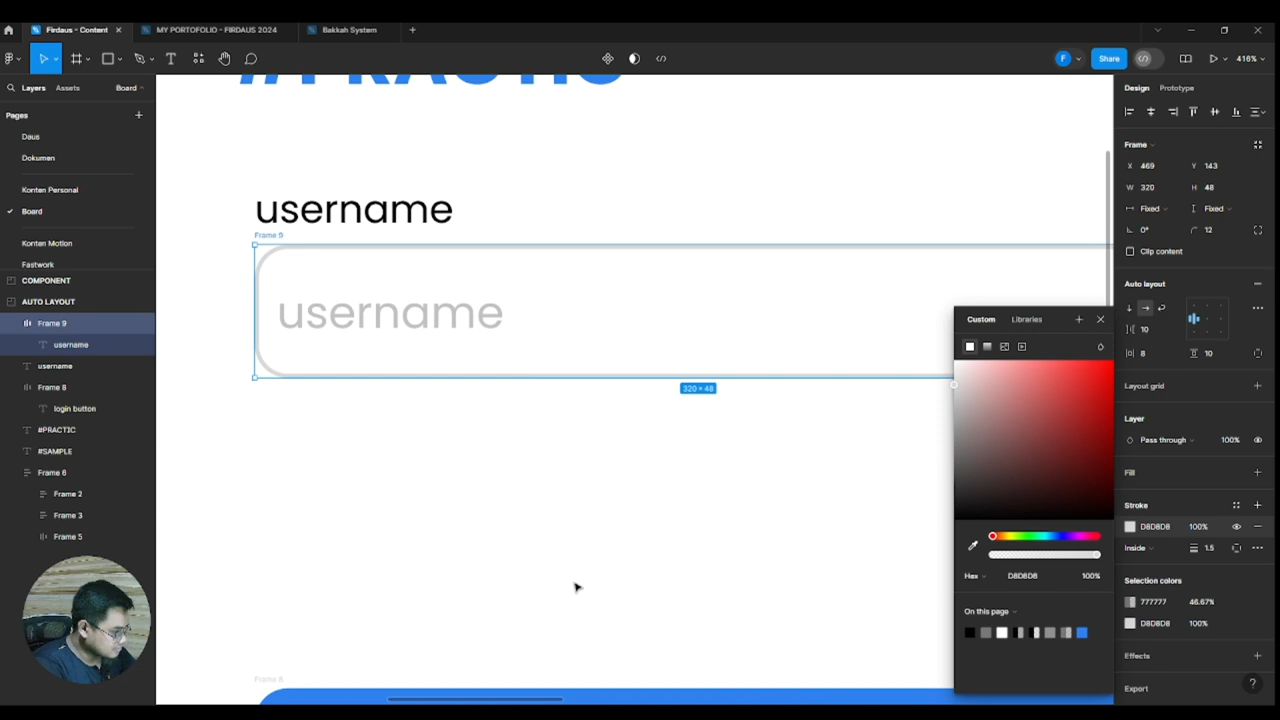 Firdaus - Content
MY PORTOFOLIO - FIRDAUS 2024
Bakkah System
F
Share
416%
Layers
Assets
Board
Pages
Daus
Dokumen
Konten Personal
Board
Konten Motion
Fastwork
COMPONENT
AUTO LAYOUT
Frame 9
username
username
Frame 8
login button
#PRACTIC
#SAMPLE
Frame 6
Frame 2
Frame 3
Frame 5
username
Frame 9
username
320 × 48
Frame 8
Custom
Libraries
Hex
D8D8D8
100%
On this page
Design
Prototype
Frame
X
469
Y
143
W
320
H
48
Fixed
Fixed
0°
12
Clip content
Auto layout
10
8
10
Layout grid
Layer
Pass through
100%
Fill
Stroke
D8D8D8
100%
Inside
1.5
Selection colors
777777
46.67%
D8D8D8
100%
Effects
Export
?